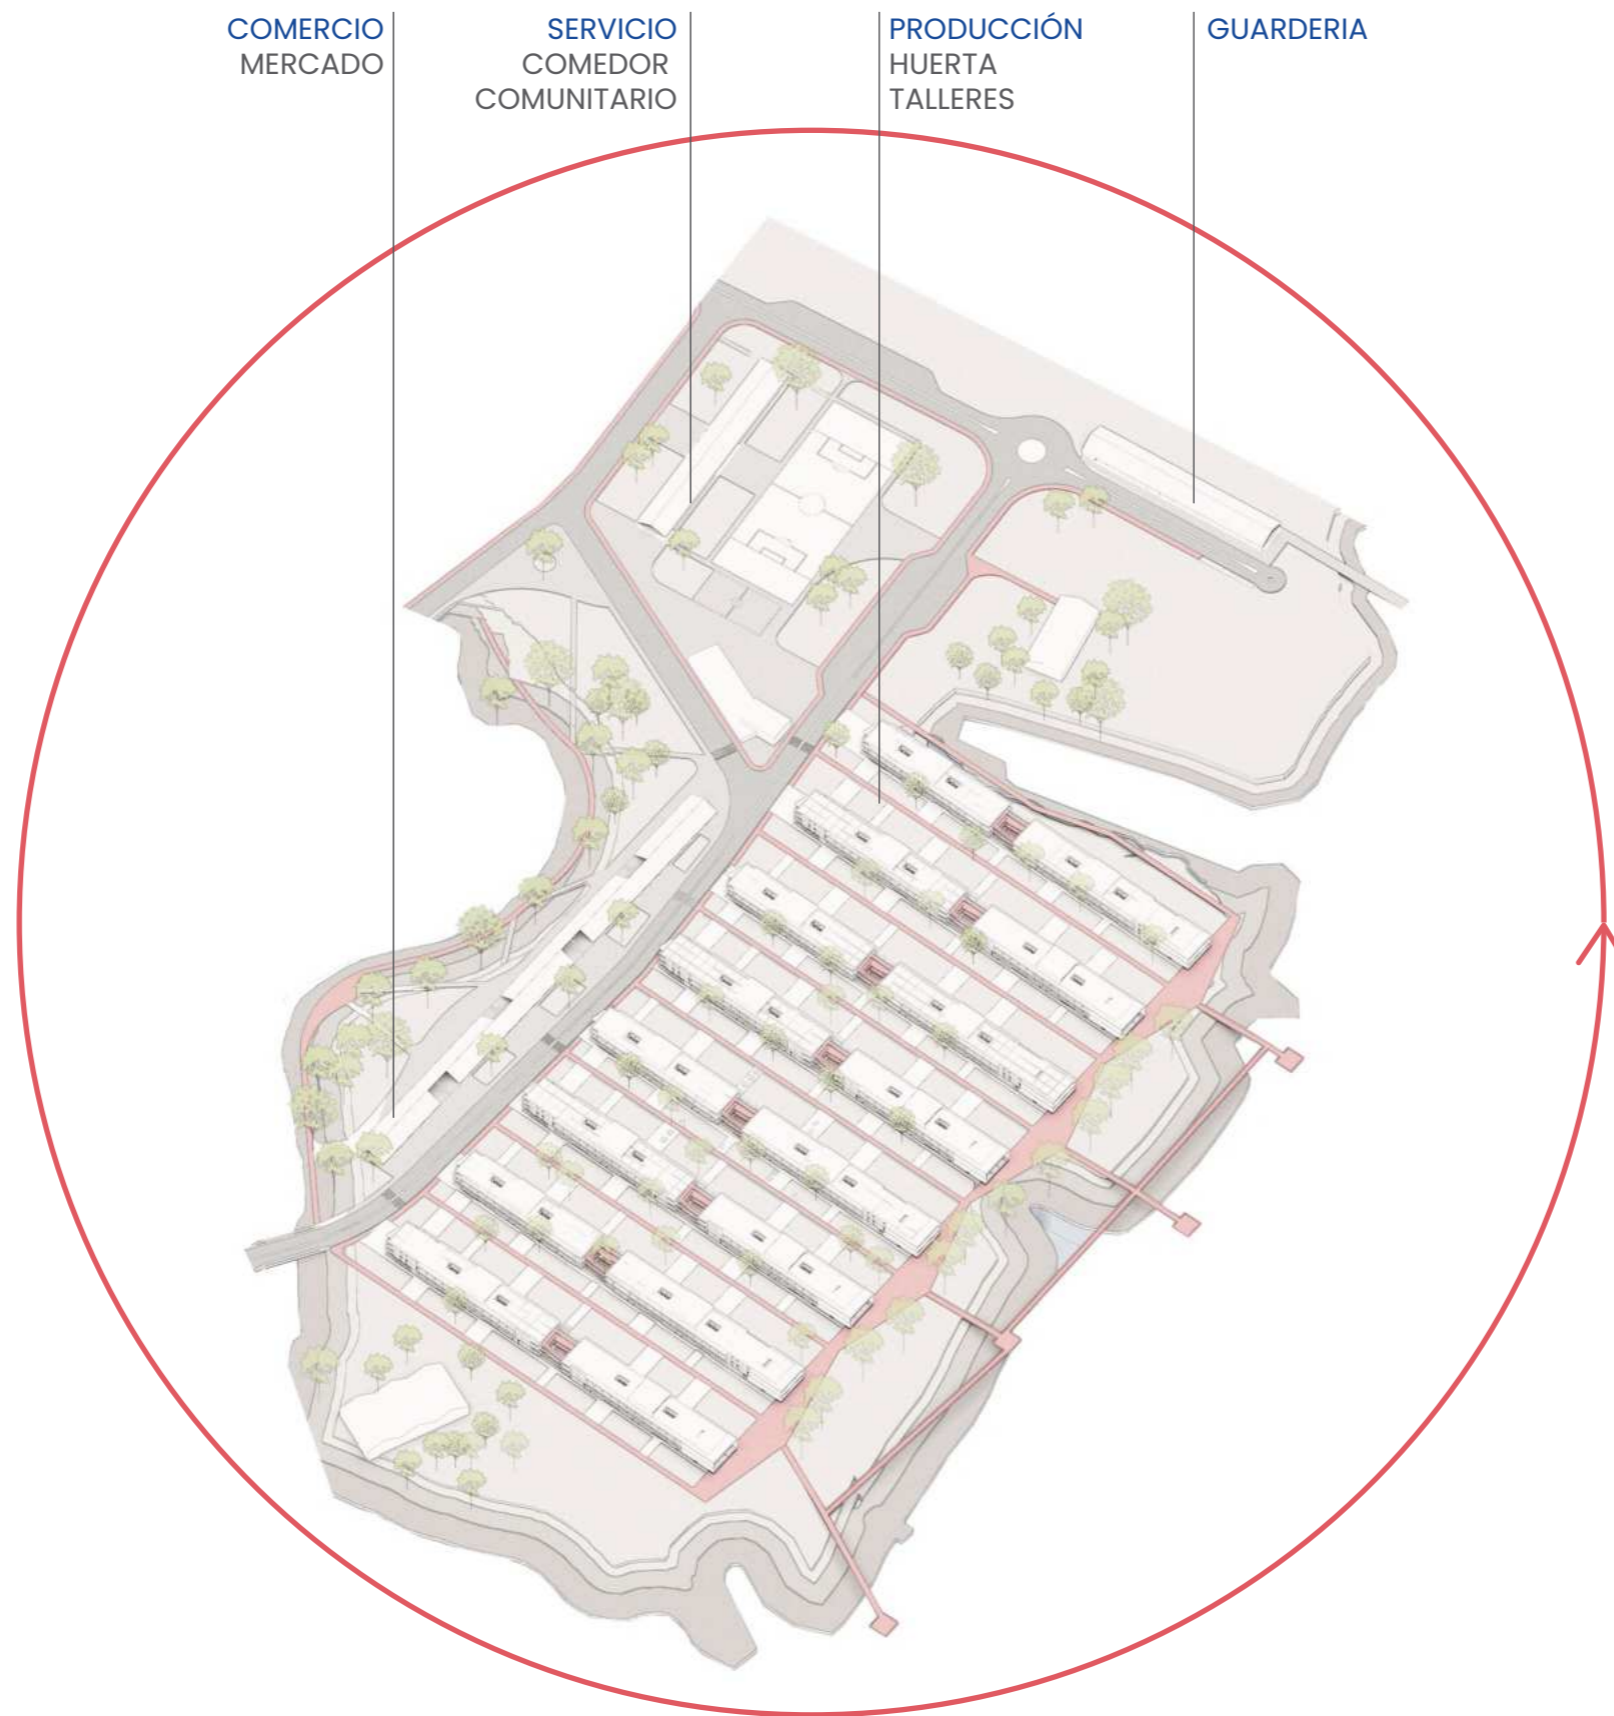 COMERCIO
MERCADO
SERVICIO
COMEDOR
COMUNITARIO
PRODUCCIÓN
HUERTA
TALLERES
GUARDERIA